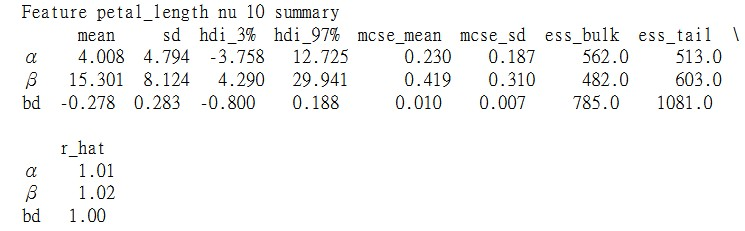 Feature petal_length nu 10 summary
mean sd hdi_3% hdi_97% mcse_mean mcse_sd ess_bulk ess_tail \
α 4.008 4.794 -3.758 12.725 0.230 0.187 562.0 513.0
β 15.301 8.124 4.290 29.941 0.419 0.310 482.0 603.0
bd -0.278 0.283 -0.800 0.188 0.010 0.007 785.0 1081.0
r_hat
α 1.01
β 1.02
bd 1.00